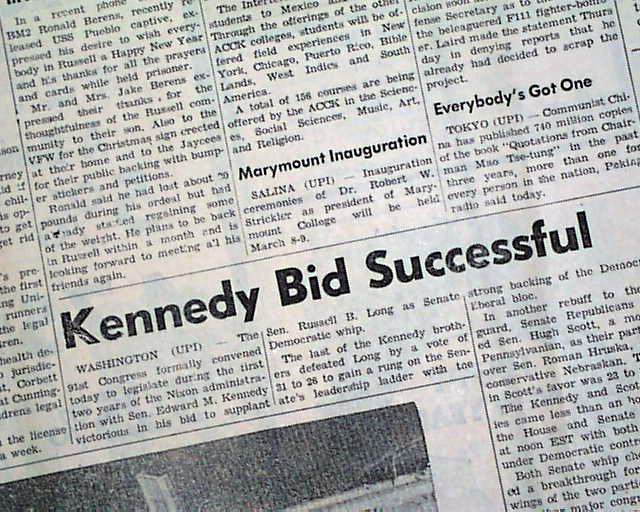 In a recent phone
BM2 Ronald Berens, recently re-
leased USS Pueblo captive, ex-
pressed his desire to wish every-
body in Russell a Happy New Year
and his thanks for all the prayers
and cards while held prisoner.
Mr. and Mrs. Jake Berens ex-
pressed their thanks for the
thoughtfulness of the Russell com-
munity to their son. Also to the
VFW for the Christmas sign erected
at their home and to the Jaycees
for their public backing with bump-
er stickers and petitions.
Ronald said he had lost about
pounds during his ordeal but had
already started regaining some
of the weight. He plans to be back
in Russell within a month and is
looking forward to meeting all his
friends again.
students to Mexico
Through the offerings of the other
ACCK colleges, students will be of-
fered field experiences in New
York, Chicago, Puerto Rico, Bible
Lands, West Indics and South
America.
A total of 156 courses are being
offered by the ACCK in the Scienc-
es, Social Sciences, Music, Art,
and Religion.
Marymount Inauguration
SALINA (UPI) — Inauguration
ceremonies of Dr. Robert W.
Strickler as president of Mary-
mount College will be held
March 8-9.
fense Secretary as to the
the beleaguered F111 fighter-bomb-
er. Laird made the statement Thurs
day in denying reports that he
already had decided to scrap the
project.
Everybody's Got One
TOKYO (UPI) — Communist Chi-
na has published 740 million copies
of the book "Quotations from Chair-
man Mao Tse-tung" in the past
three years, more than one for
every person in the nation, Peking
radio said today.
Kennedy Bid Successful
WASHINGTON (UPI) — The
91st Congress formally convened
today to legislate during the first
two years of the Nixon administra-
tion with Sen. Edward M. Kennedy
victorious in his bid to supplant
Sen. Russell B. Long as Senate
Democratic whip.
The last of the Kennedy broth-
ers defeated Long by a vote of
31 to 26 to gain a rung on the Sen-
ate's leadership ladder with the
strong backing of the Democ
liberal bloc.
In another rebuff to the
guard, Senate Republicans
ed Sen. Hugh Scott, a mo
Pennsylvanian, as their pa
over Sen. Roman Hruska,
conservative Nebraskan.
in Scott's favor was 23 to
The Kennedy and Sco
ies came less than an ho
the House and Senate
at noon EST with both
under Democratic cont
Both Senate whip ch
ed a breakthrough fo
wings of the two parti
major cong